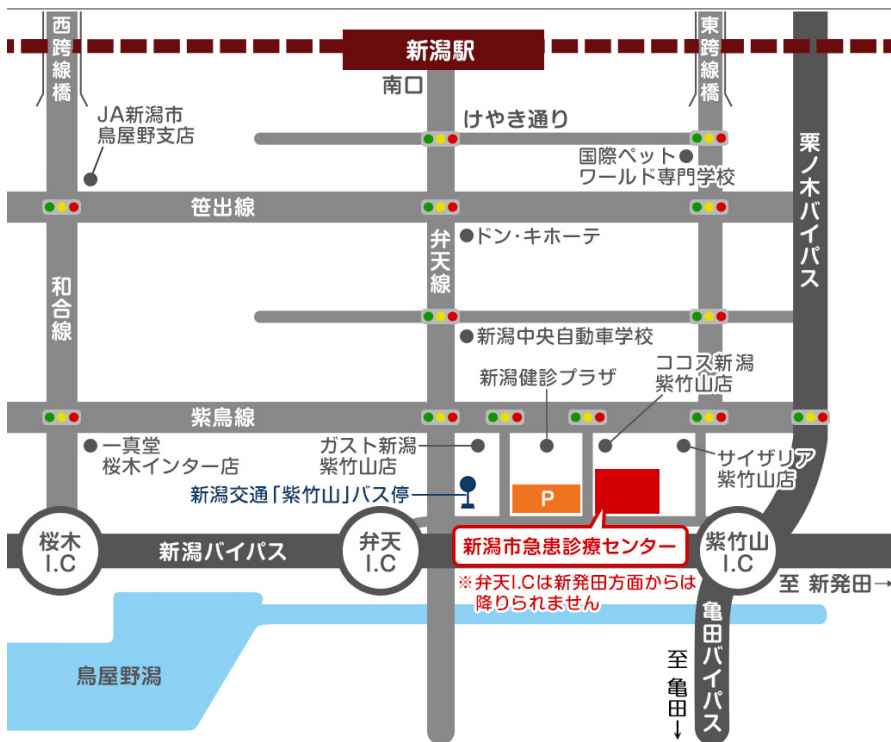 西跨線橋
新潟駅
東跨線橋
南口
JA新潟市
鳥屋野支店
けやき通り
国際ペット
ワールド専門学校
栗ノ木バイパス
笹出線
弁天線
ドン・キホーテ
和合線
新潟中央自動車学校
ココス新潟
紫竹山店
新潟健診プラザ
紫鳥線
一真堂
桜木インター店
ガスト新潟
紫竹山店
サイザリア
紫竹山店
新潟交通「紫竹山」バス停
P
桜木
I.C
新潟バイパス
弁天
I.C
新潟市急患診療センター
紫竹山
I.C
※弁天I.Cは新発田方面からは
降りられません
至 新発田→
亀田バイパス
至 亀田→
鳥屋野潟